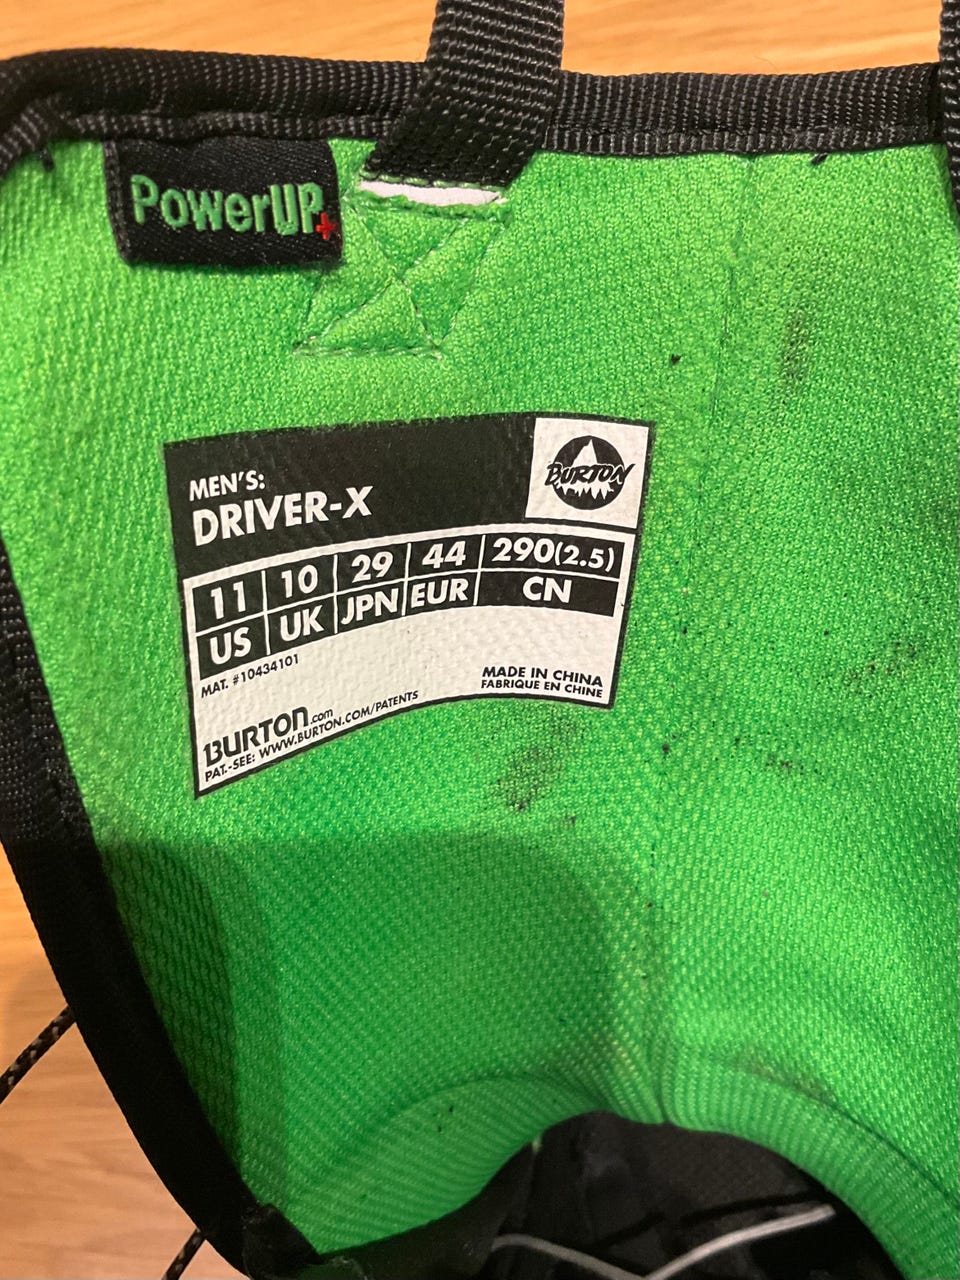 PowerUP+
MEN'S:
DRIVER-X
BURTON
11 10 29 44 290(2.5)
US UK JPN EUR CN
MAT. #10434101
MADE IN CHINA
FABRIQUE EN CHINE
BURTON.com
PAT.-SEE: WWW.BURTON.COM/PATENTS